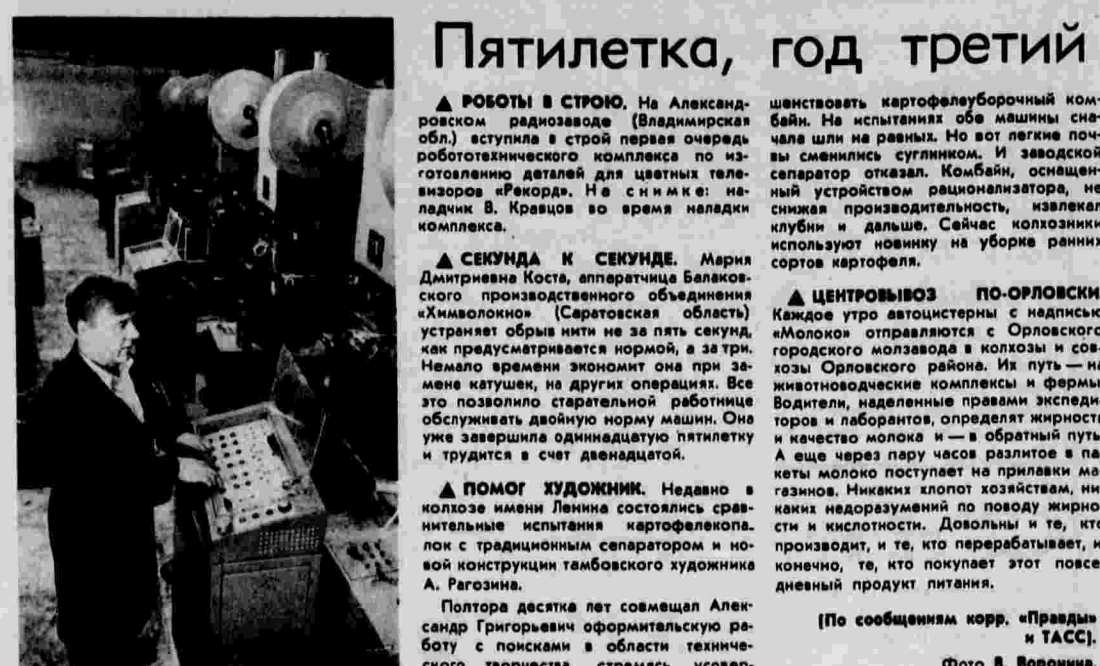 Пятилетка, год третий
▲ РОБОТЫ В СТРОЮ. На Александ-
ровском радиозаводе (Владимирская
обл.) вступила в строй первая очередь
робототехнического комплекса по из-
готовлению деталей для цветных теле-
визоров «Рекорд». На снимке: на-
ладчик В. Кравцов во время наладки
комплекса.
▲ СЕКУНДА К СЕКУНДЕ. Мария
Дмитриевна Коста, аппаратчица Балаков-
ского производственного объединения
«Химволокно» (Саратовская область)
устраняет обрыв нити не за пять секунд,
как предусматривается нормой, а за три.
Немало времени экономит она при за-
мене катушек, на других операциях. Все
это позволило старательной работнице
обслуживать двойную норму машин. Она
уже завершила одиннадцатую пятилетку
и трудится в счет двенадцатой.
▲ ПОМОГ ХУДОЖНИК. Недавно в
колхозе имени Ленина состоялись срав-
нительные испытания картофелекопа-
лок с традиционным сепаратором и но-
вой конструкции тамбовского художника
А. Рагозина.
Полтора десятка лет совмещал Алек-
сандр Григорьевич оформительскую ра-
боту с поисками в области техниче-
ского творчества, стремясь усовер-
шенствовать картофелеуборочный ком-
байн. На испытаниях обе машины сна-
чала шли на равных. Но вот легкие поч-
вы сменились суглинком. И заводской
сепаратор отказал. Комбайн, оснащен-
ный устройством рационализатора, не
снижая производительность, извлекал
клубни и дальше. Сейчас колхозники
используют новинку на уборке ранних
сортов картофеля.
▲ ЦЕНТРОВЫВОЗ ПО-ОРЛОВСКИ
Каждое утро автоцистерны с надписью
«Молоко» отправляются с Орловского
городского молзавода в колхозы и сов-
хозы Орловского района. Их путь — на
животноводческие комплексы и фермы
Водители, наделенные правами экспеди-
торов и лаборантов, определят жирность
и качество молока и — в обратный путь
А еще через пару часов разлитое в па-
кеты молоко поступает на прилавки ма-
газинов. Никаких хлопот хозяйствам, ни-
каких недоразумений по поводу жирно-
сти и кислотности. Довольны и те, кто
производит, и те, кто перерабатывает, и
конечно, те, кто покупает этот повсе-
дневный продукт питания.
(По сообщениям корр. «Правды»
и ТАСС).
Фото В. Воронина.